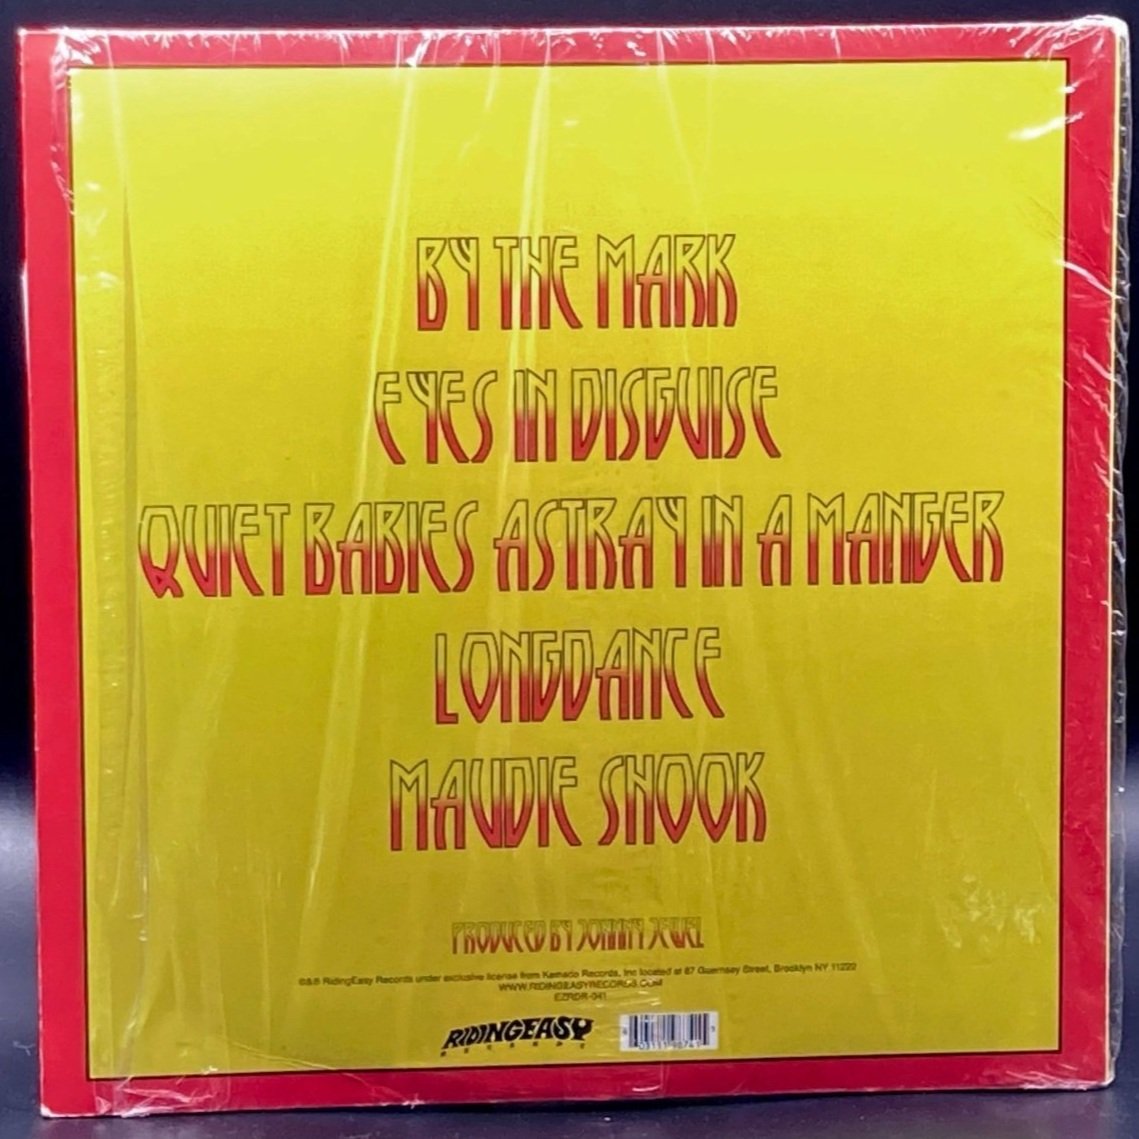 BY THE MARK
EYES IN DISGUISE
QUIET BABIES ASTRAY IN A MANGER
LONGDANCE
MAUDIE SHOOK
PRODUCED BY JOHNNY JEWEL
©&℗ RidingEasy Records under exclusive license from Kemado Records, Inc located at 87 Guernsey Street, Brooklyn NY 11222
WWW.RIDINGEASYRECORDS.COM
EZRDR-041
RIDINGEASY
RECORDS